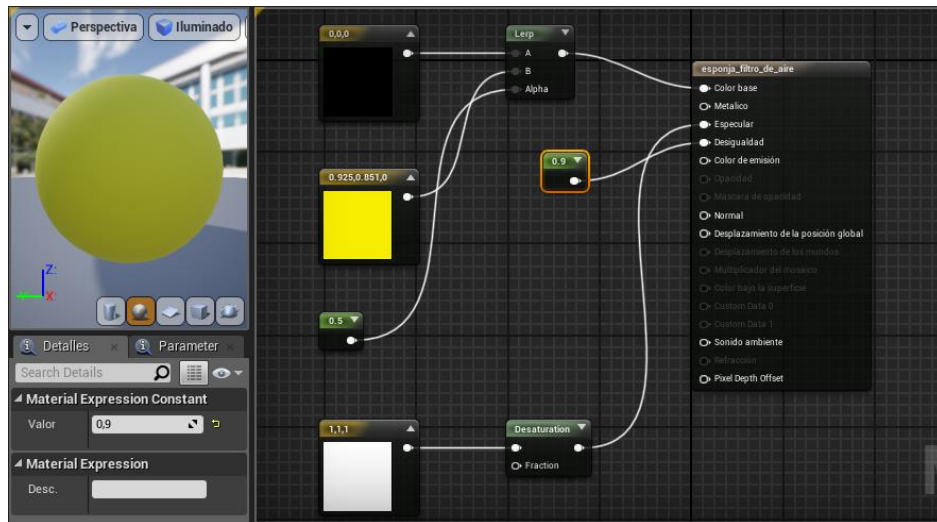 Perspectiva
Iluminado
Z:
X:
Detalles
Parameter
Search Details
Material Expression Constant
Valor
0,9
Material Expression
Desc.
0,0,0
0.925,0.851,0
0.5
1,1,1
Lerp
A
B
Alpha
0.9
Desaturation
Fraction
esponja_filtro_de_aire
Color base
Metalico
Especular
Desigualdad
Color de emisión
Opacidad
Máscara de opacidad
Normal
Desplazamiento de la posición global
Desplazamiento de los mundos
Multiplicador del mosaico
Color bajo la superficie
Custom Data 0
Custom Data 1
Sonido ambiente
Refracción
Pixel Depth Offset